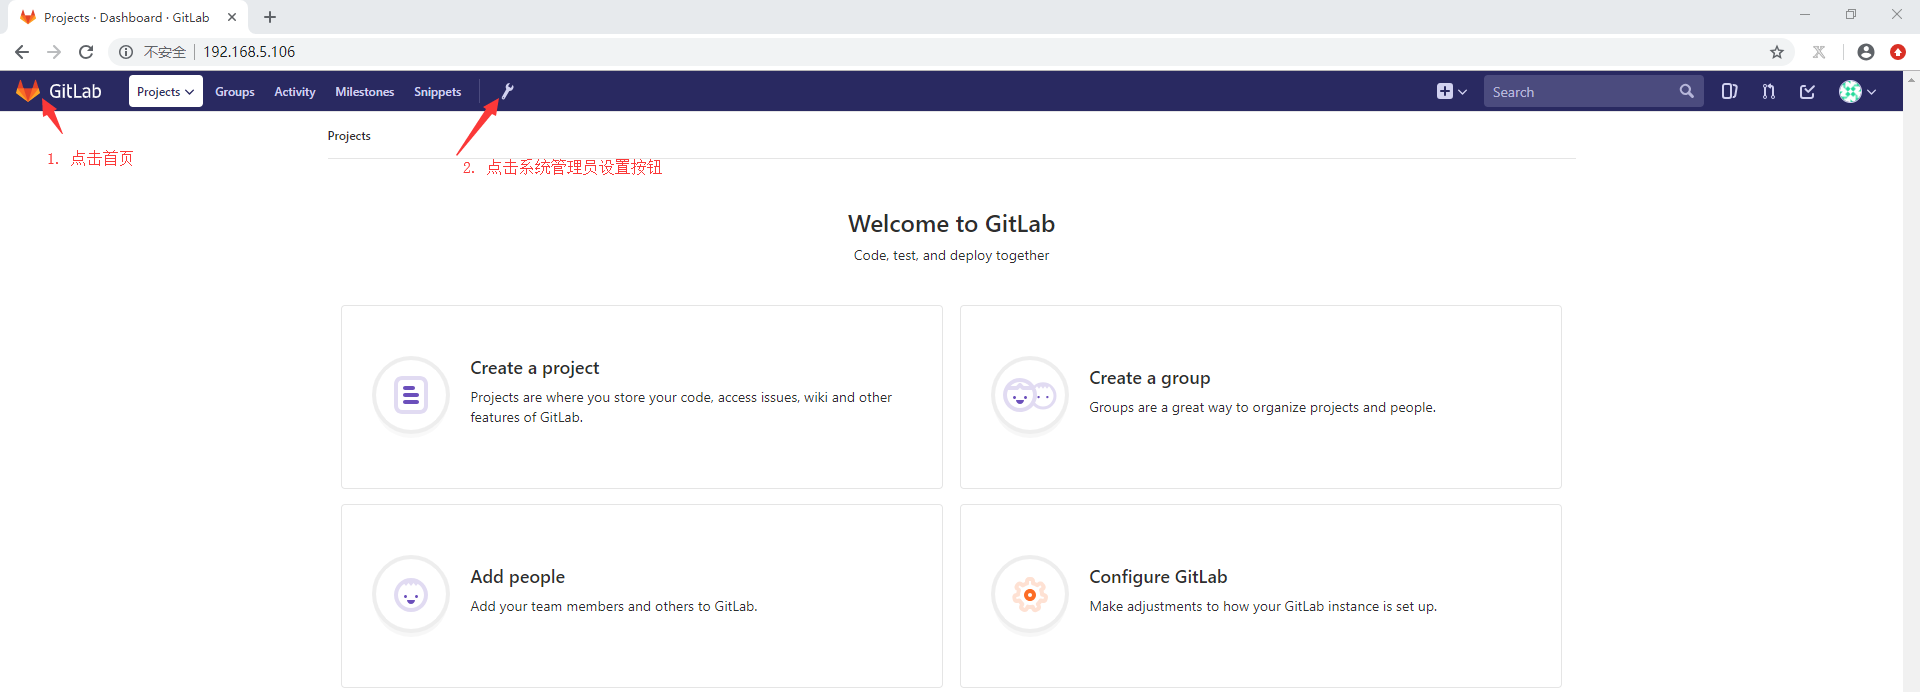 Projects · Dashboard · GitLab
不安全 192.168.5.106
GitLab Projects Groups Activity Milestones Snippets Search
Projects
1. 点击首页
2. 点击系统管理员设置按钮
Welcome to GitLab
Code, test, and deploy together
Create a project
Projects are where you store your code, access issues, wiki and other
features of GitLab.
Create a group
Groups are a great way to organize projects and people.
Add people
Add your team members and others to GitLab.
Configure GitLab
Make adjustments to how your GitLab instance is set up.